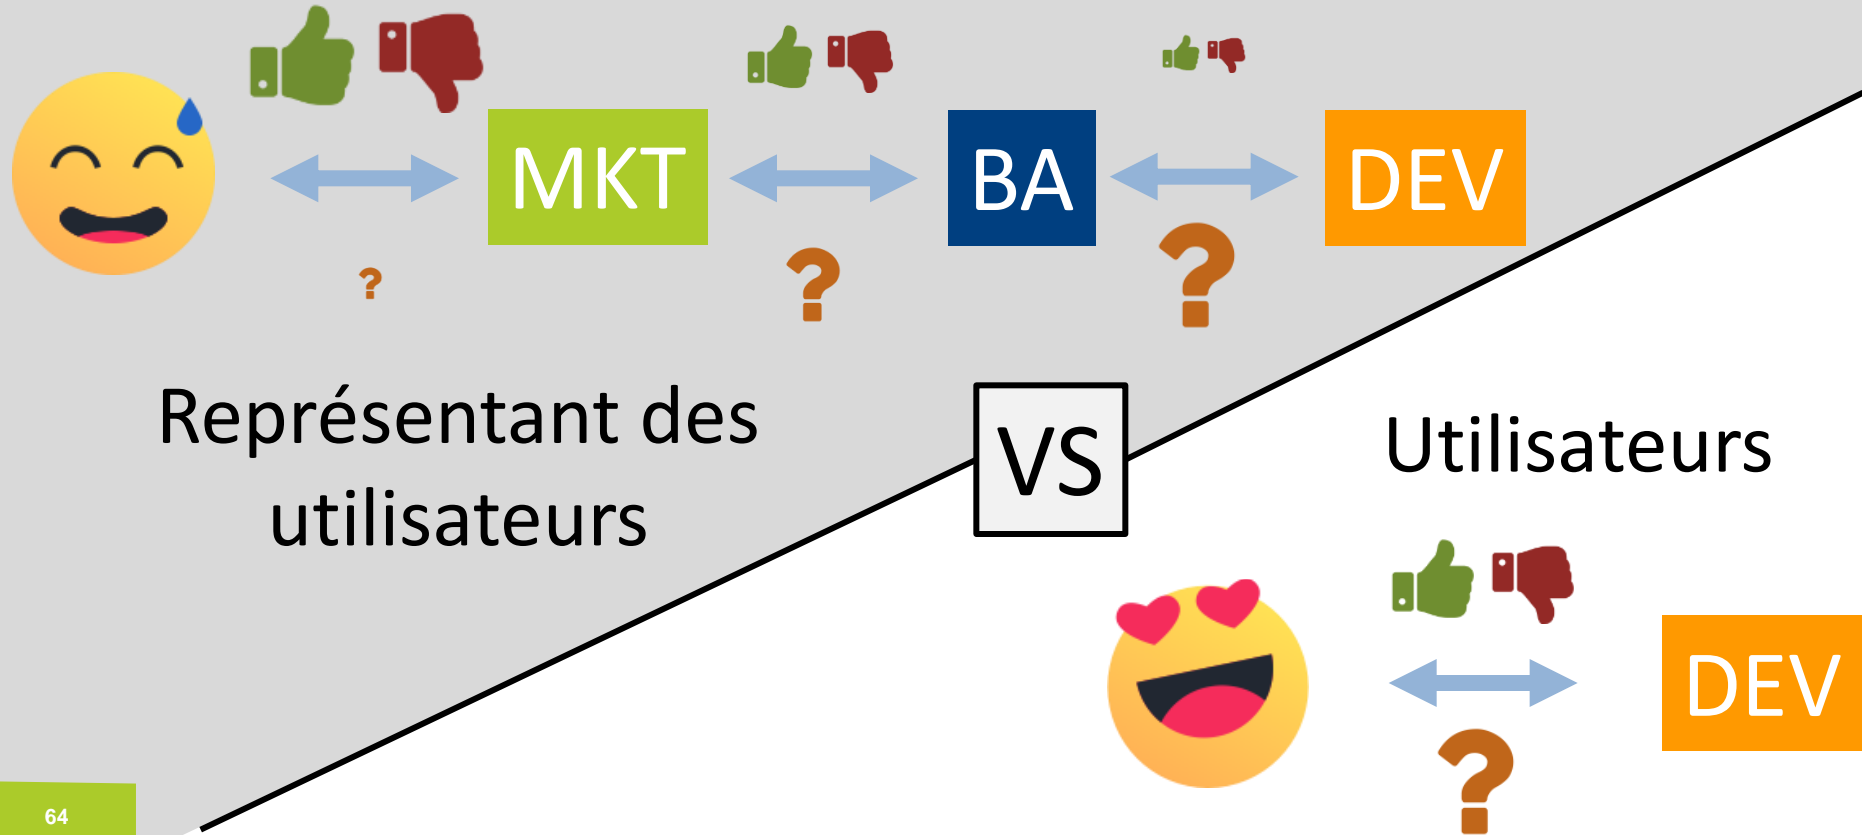 ?
?
?
MKT
BA
DEV
Représentant des
utilisateurs
VS
Utilisateurs
DEV
?
64